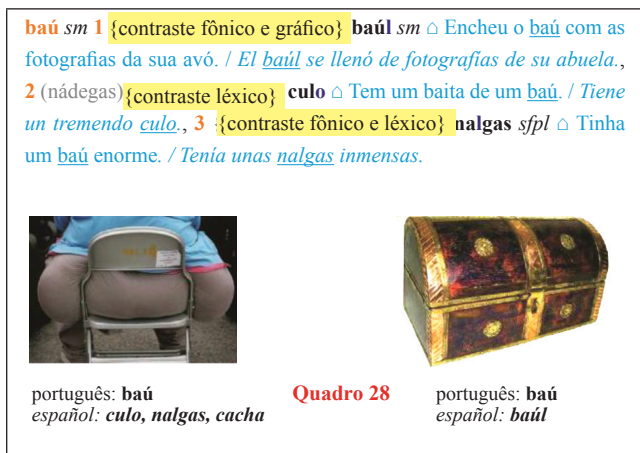 baú sm 1 {contraste fônico e gráfico} baúl sm ⌂ Encheu o baú com as
fotografias da sua avó. / El baúl se llenó de fotografías de su abuela.,
2 (nádegas) {contraste léxico} culo ⌂ Tem um baita de um baú. / Tiene
un tremendo culo., 3 {contraste fônico e léxico} nalgas sfpl ⌂ Tinha
um baú enorme. / Tenía unas nalgas inmensas.
português: baú
español: culo, nalgas, cacha
Quadro 28
português: baú
español: baúl